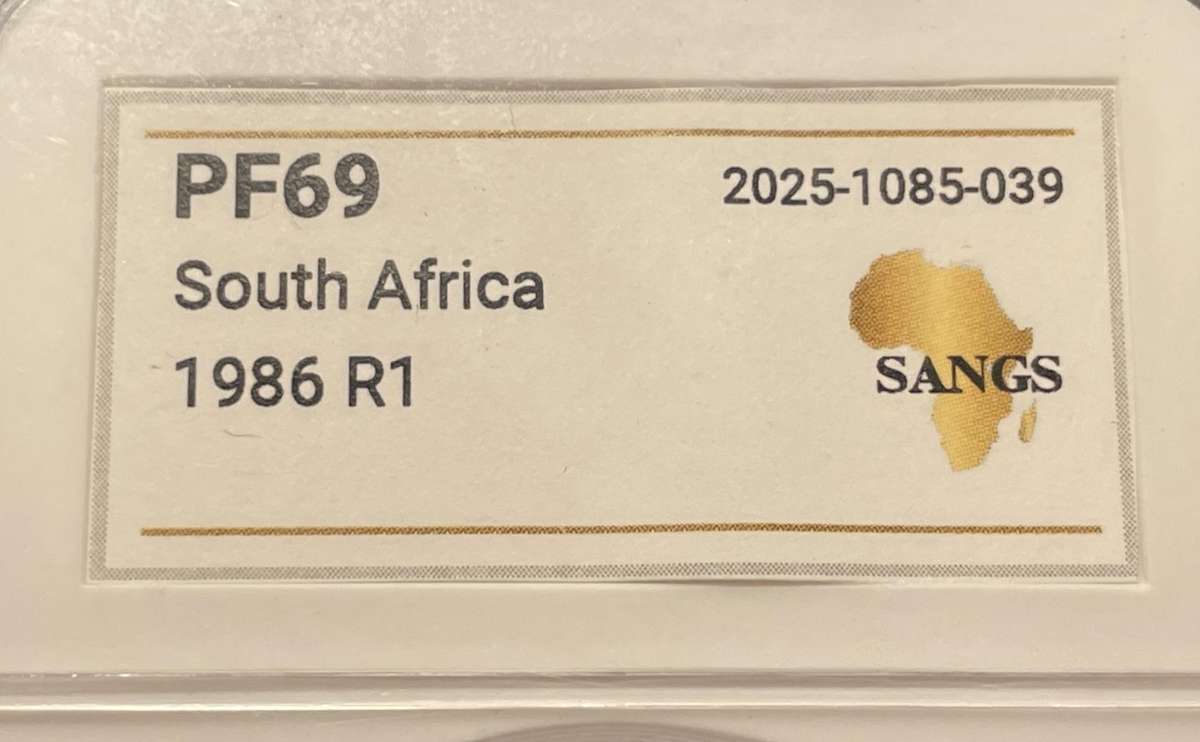 PF69
2025-1085-039
South Africa
1986 R1
SANGS